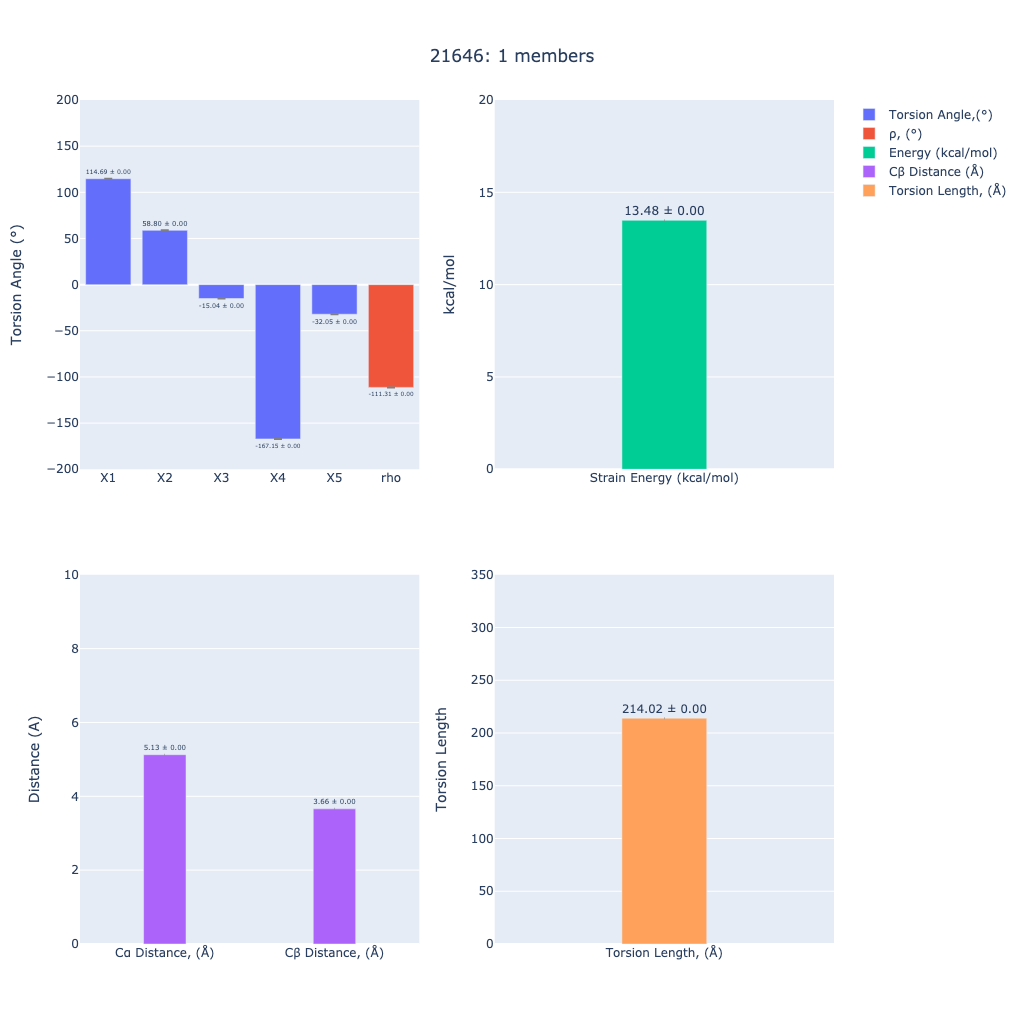 21646: 1 members
Torsion Angle (°)
200
150
100
50
0
−50
−100
−150
−200
114.69 ± 0.00
58.80 ± 0.00
-15.04 ± 0.00
-167.15 ± 0.00
-32.05 ± 0.00
-111.31 ± 0.00
X1 X2 X3 X4 X5 rho
kcal/mol
20
15
10
5
0
13.48 ± 0.00
Strain Energy (kcal/mol)
Torsion Angle,(°)
ρ, (°)
Energy (kcal/mol)
Cβ Distance (Å)
Torsion Length, (Å)
Distance (A)
10
8
6
4
2
0
5.13 ± 0.00
3.66 ± 0.00
Cα Distance, (Å) Cβ Distance, (Å)
Torsion Length
350
300
250
200
150
100
50
0
214.02 ± 0.00
Torsion Length, (Å)